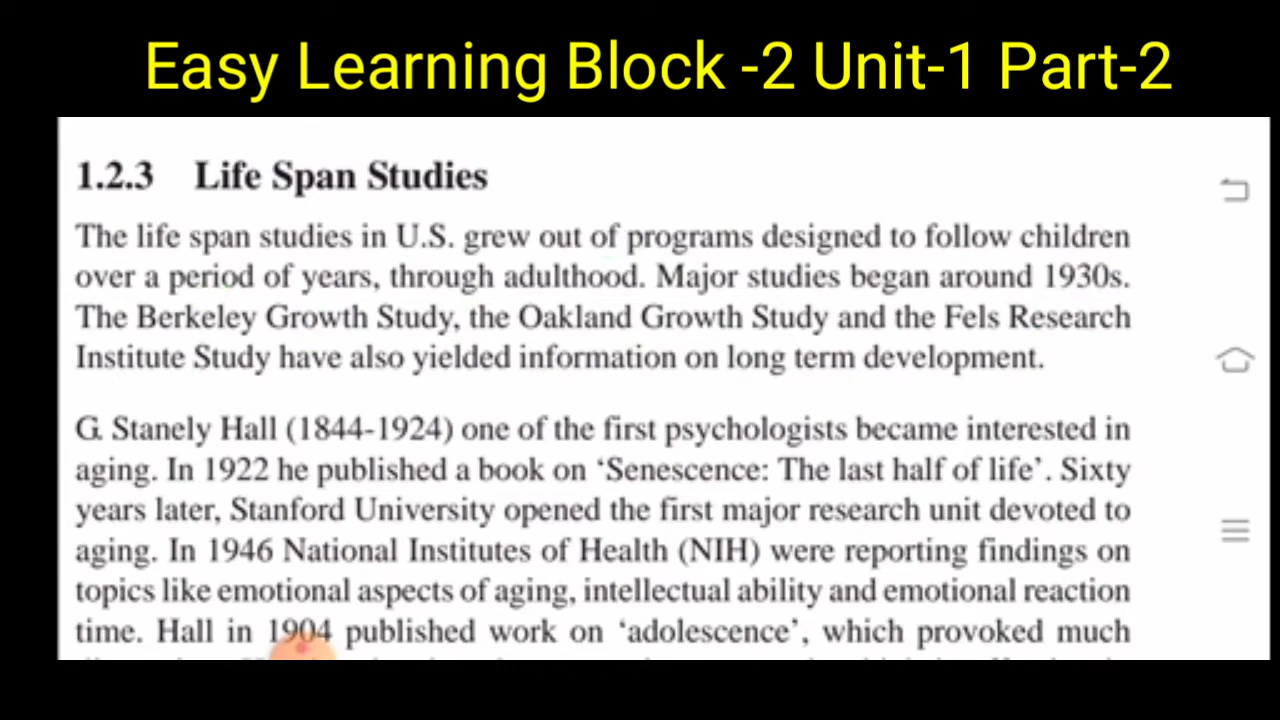 Easy Learning Block -2 Unit-1 Part-2
1.2.3 Life Span Studies
The life span studies in U.S. grew out of programs designed to follow children
over a period of years, through adulthood. Major studies began around 1930s.
The Berkeley Growth Study, the Oakland Growth Study and the Fels Research
Institute Study have also yielded information on long term development.
G. Stanely Hall (1844-1924) one of the first psychologists became interested in
aging. In 1922 he published a book on ‘Senescence: The last half of life’. Sixty
years later, Stanford University opened the first major research unit devoted to
aging. In 1946 National Institutes of Health (NIH) were reporting findings on
topics like emotional aspects of aging, intellectual ability and emotional reaction
time. Hall in 1904 published work on ‘adolescence’, which provoked much